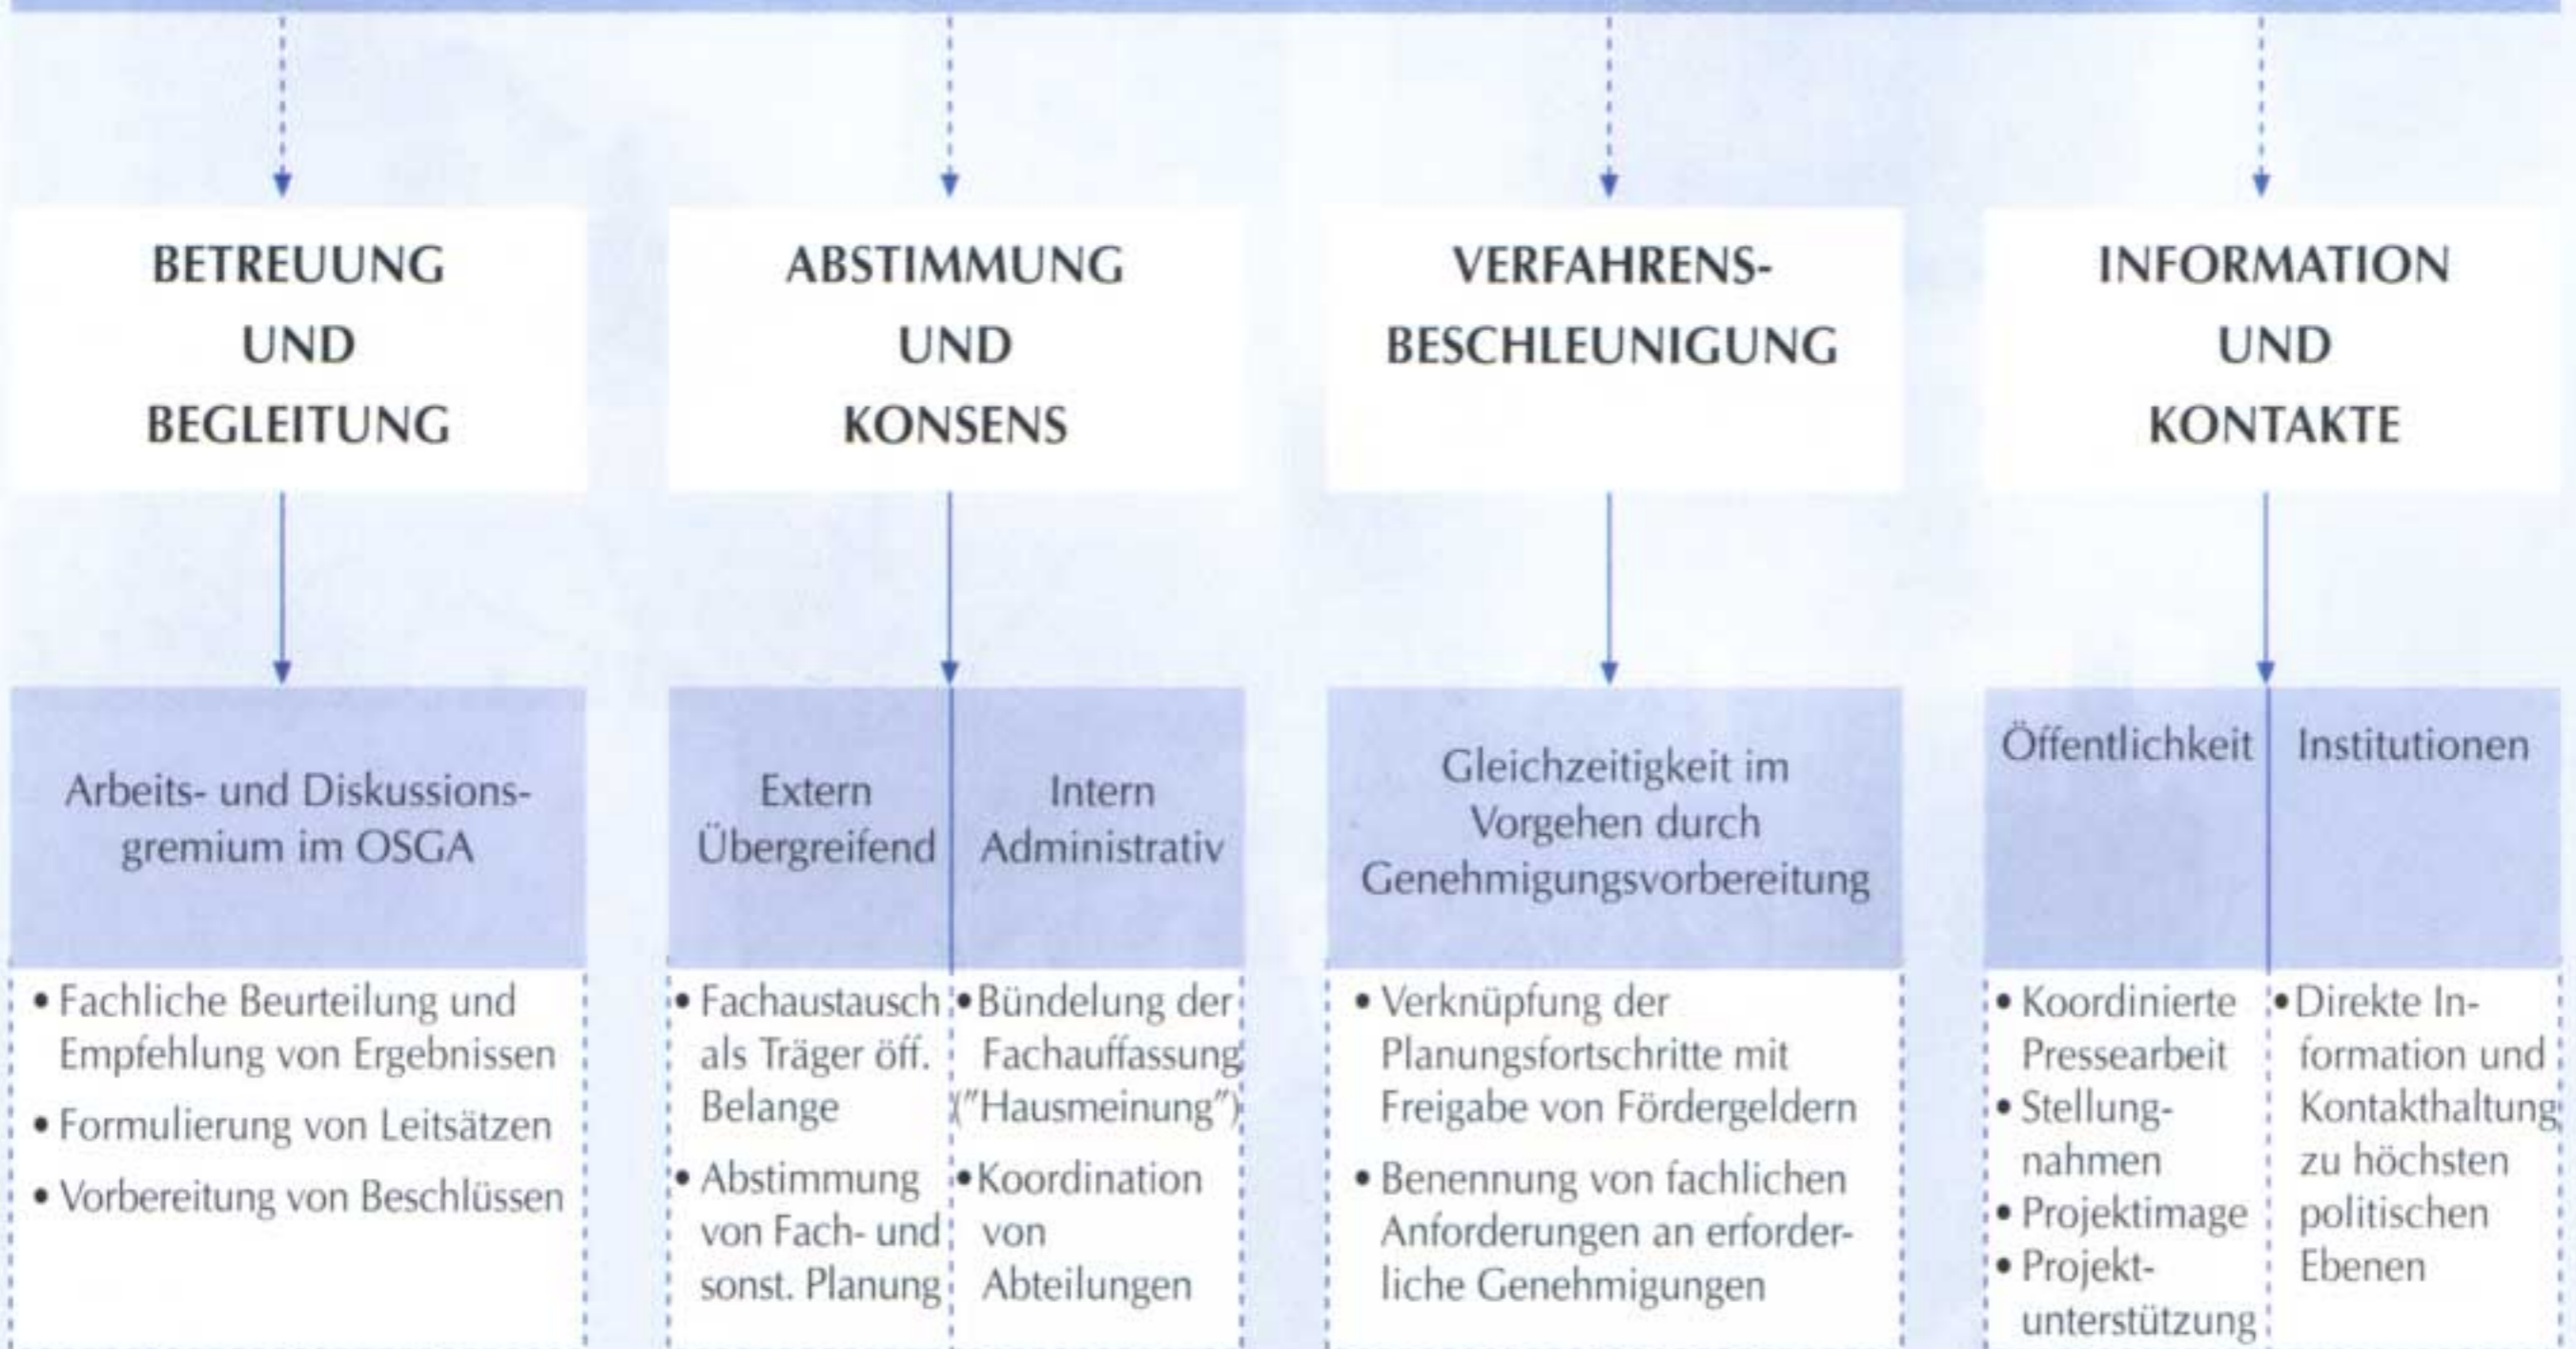 BETREUUNG
UND
BEGLEITUNG
ABSTIMMUNG
UND
KONSENS
VERFAHRENS-
BESCHLEUNIGUNG
INFORMATION
UND
KONTAKTE
Arbeits- und Diskussions-
gremium im OSGA
• Fachliche Beurteilung und
Empfehlung von Ergebnissen
• Formulierung von Leitsätzen
• Vorbereitung von Beschlüssen
Extern
Übergreifend
• Fachaustausch
als Träger öff.
Belange
• Abstimmung
von Fach- und
sonst. Planung
Intern
Administrativ
• Bündelung der
Fachauffassung
("Hausmeinung")
• Koordination
von
Abteilungen
Gleichzeitigkeit im
Vorgehen durch
Genehmigungsvorbereitung
• Verknüpfung der
Planungsfortschritte mit
Freigabe von Fördergeldern
• Benennung von fachlichen
Anforderungen an erforder-
liche Genehmigungen
Öffentlichkeit
• Koordinierte
Pressearbeit
• Stellung-
nahmen
• Projektimage
• Projekt-
unterstützung
Institutionen
• Direkte In-
formation und
Kontakthaltung
zu höchsten
politischen
Ebenen